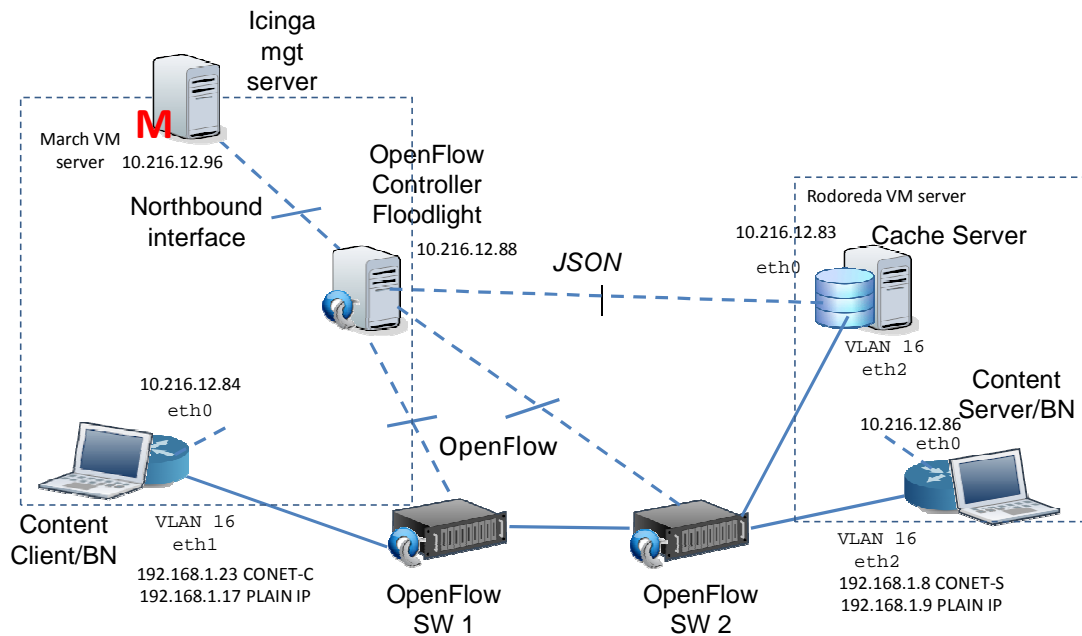 Icinga
mgt
server
M
March VM
server
10.216.12.96
OpenFlow
Controller
Floodlight
10.216.12.88
Northbound
interface
JSON
Rodoreda VM server
10.216.12.83
Cache Server
eth0
VLAN 16
eth2
Content
Server/BN
10.216.12.86
eth0
10.216.12.84
eth0
OpenFlow
Content
Client/BN
VLAN 16
eth1
192.168.1.23 CONET-C
192.168.1.17 PLAIN IP
OpenFlow
SW 1
OpenFlow
SW 2
VLAN 16
eth2
192.168.1.8 CONET-S
192.168.1.9 PLAIN IP